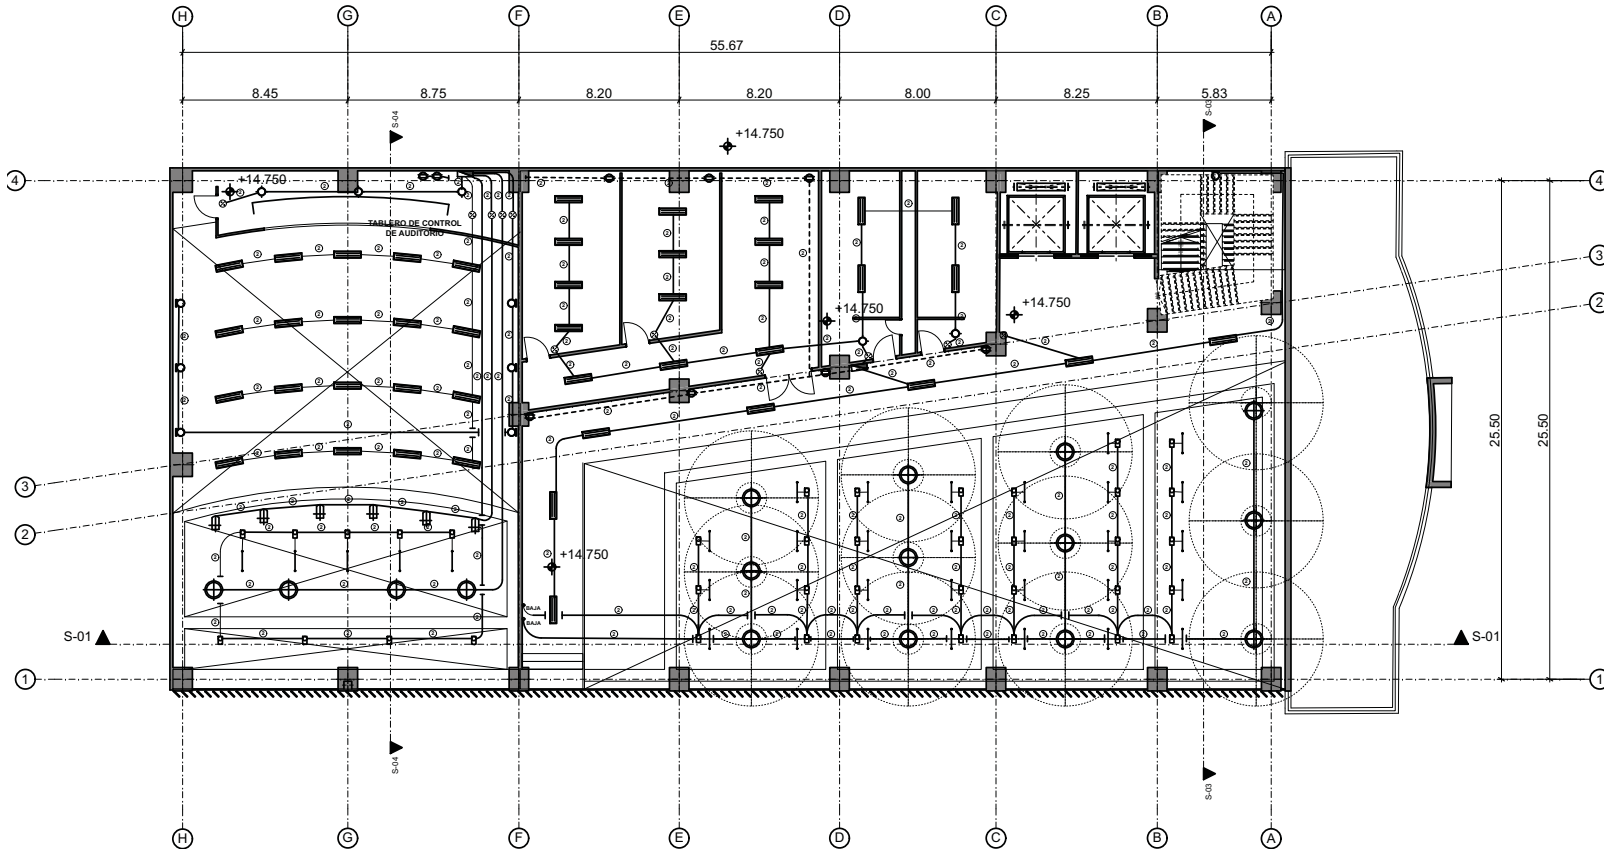 H G F E D C B A
55.67
8.45 8.75 8.20 8.20 8.00 8.25 5.83
S-04 S-03
+14.750
4 4
+14.750
TABLERO DE CONTROL
DE AUDITORIO
3
+14.750 +14.750
2
25.50 25.50
3
2
+14.750
BAJA
BAJA
S-01 S-01
1 1
S-04 S-03
H G F E D C B A